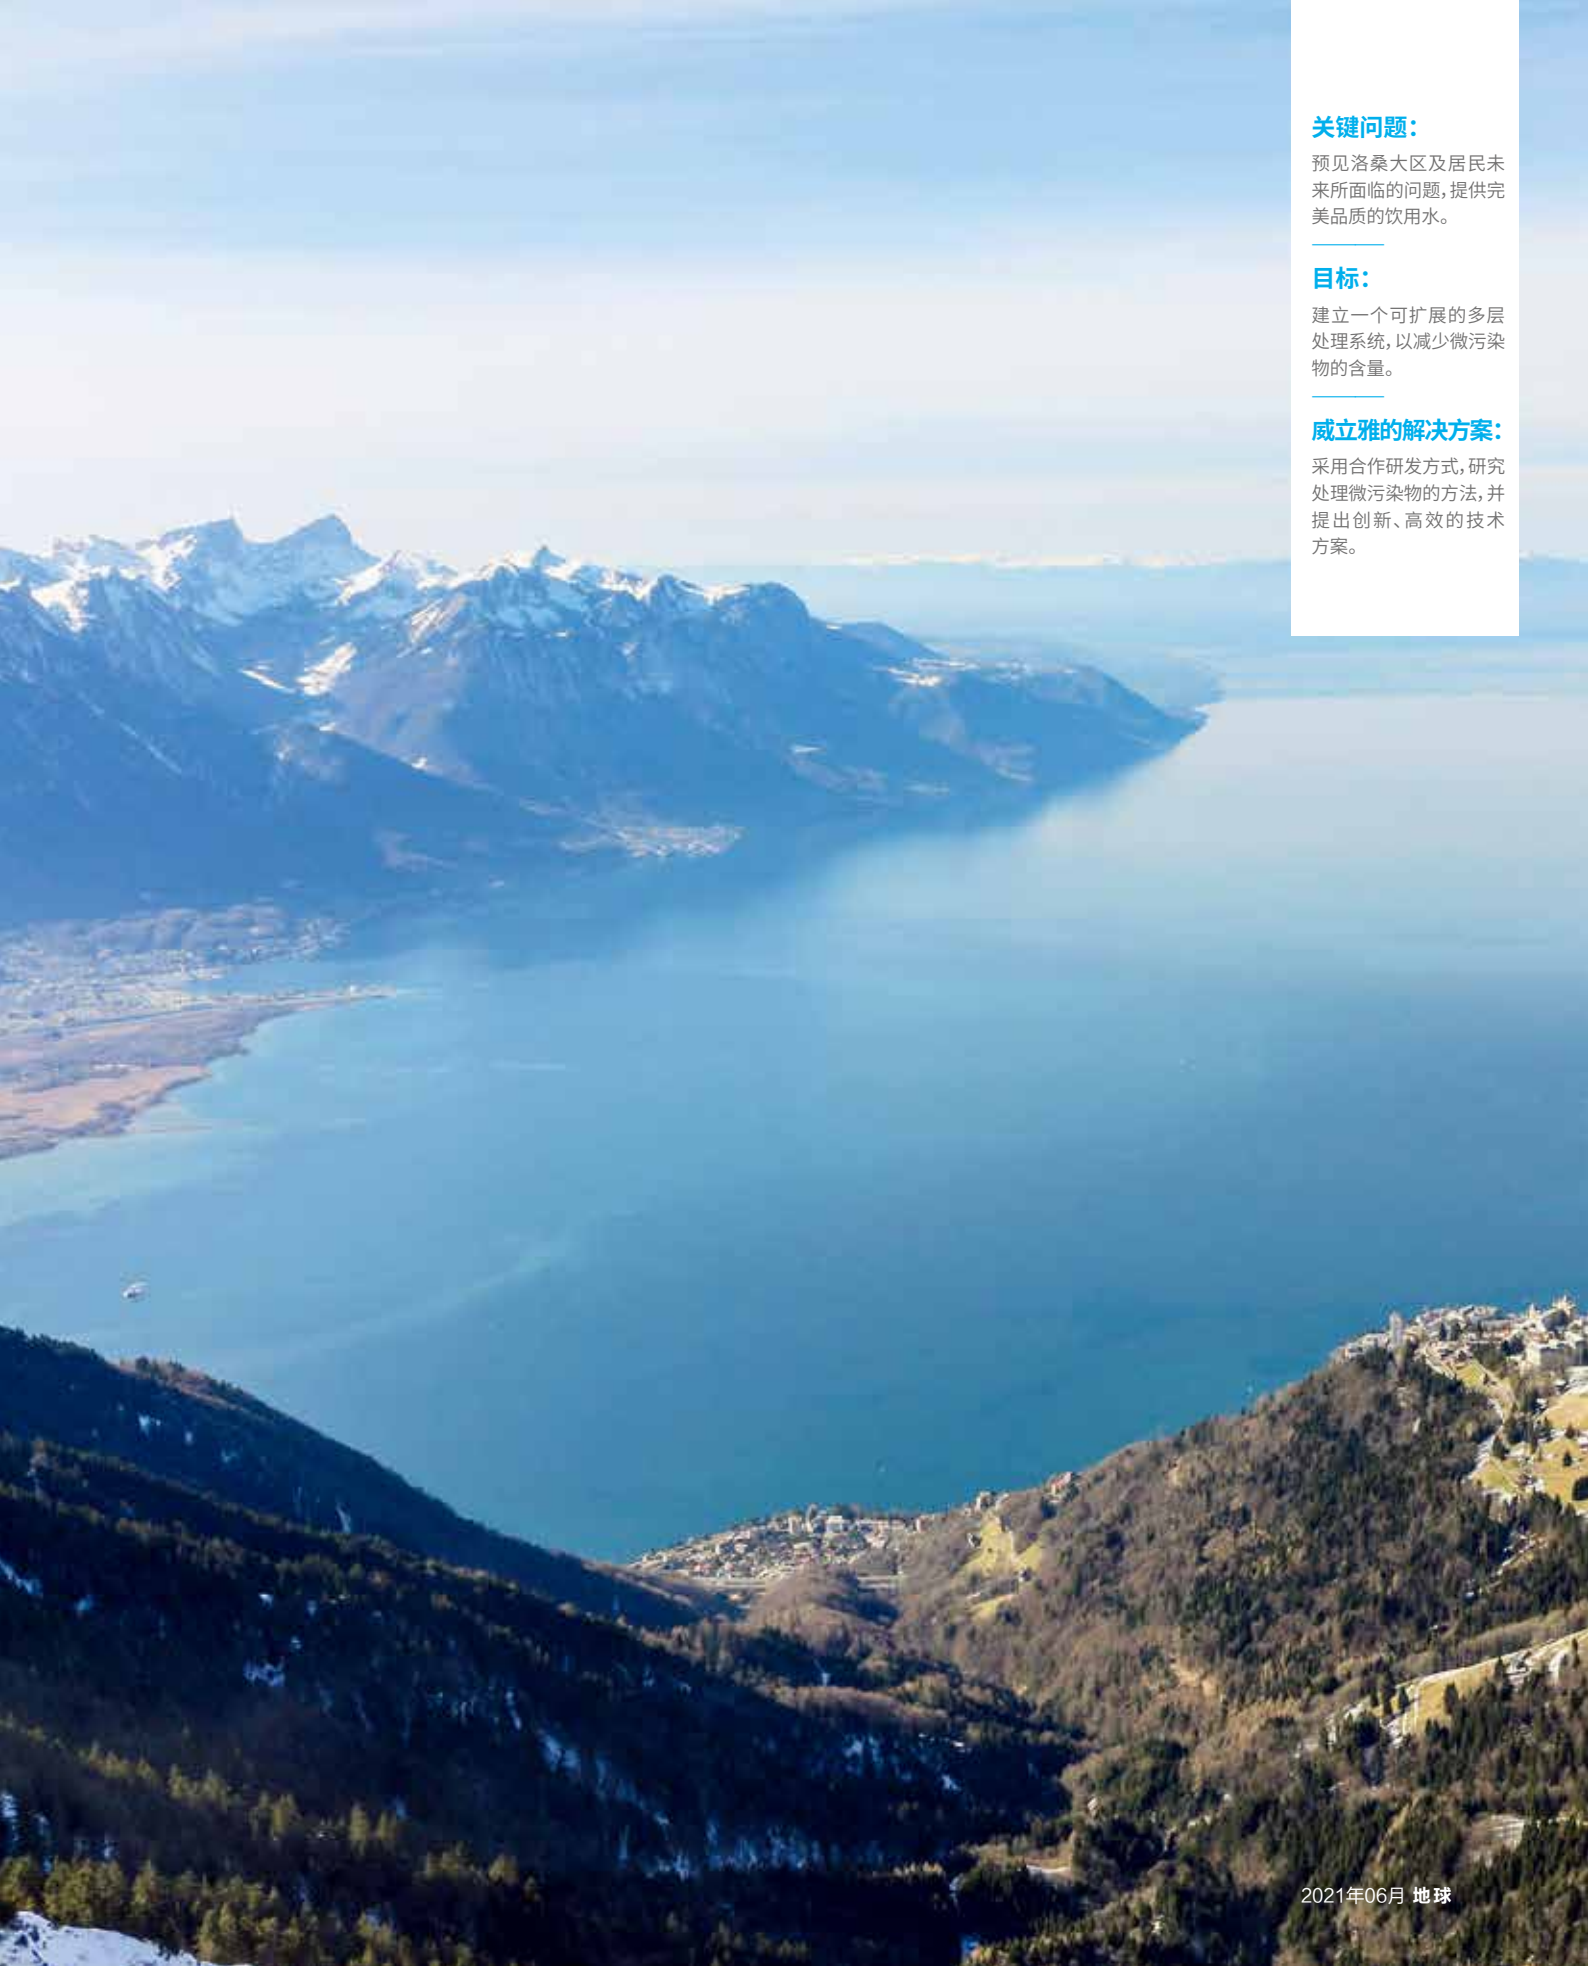 关键问题：
预见洛桑大区及居民未
来所面临的问题，提供完
美品质的饮用水。
目标：
建立一个可扩展的多层
处理系统，以减少微污染
物的含量。
威立雅的解决方案：
采用合作研发方式，研究
处理微污染物的方法，并
提出创新、高效的技术
方案。
2021年06月 地球